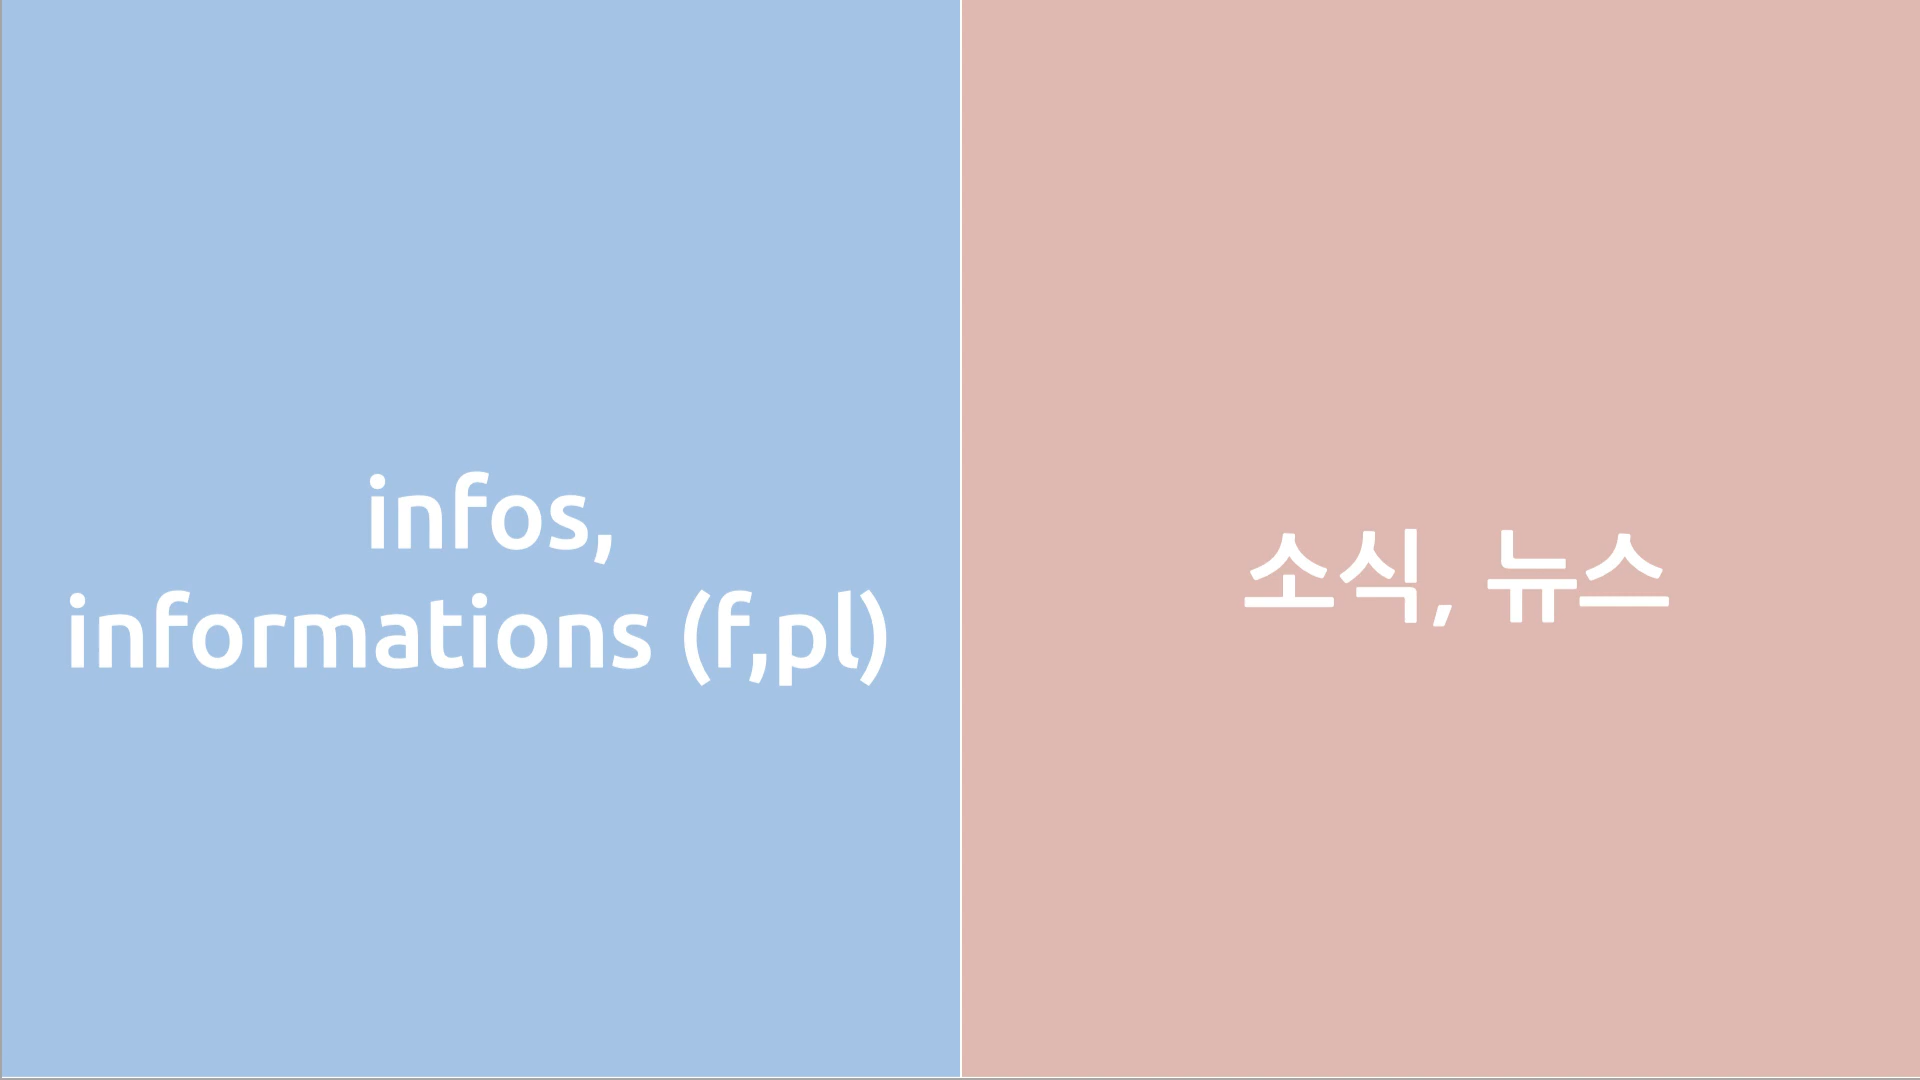 infos,
informations (f,pl)
소식, 뉴스